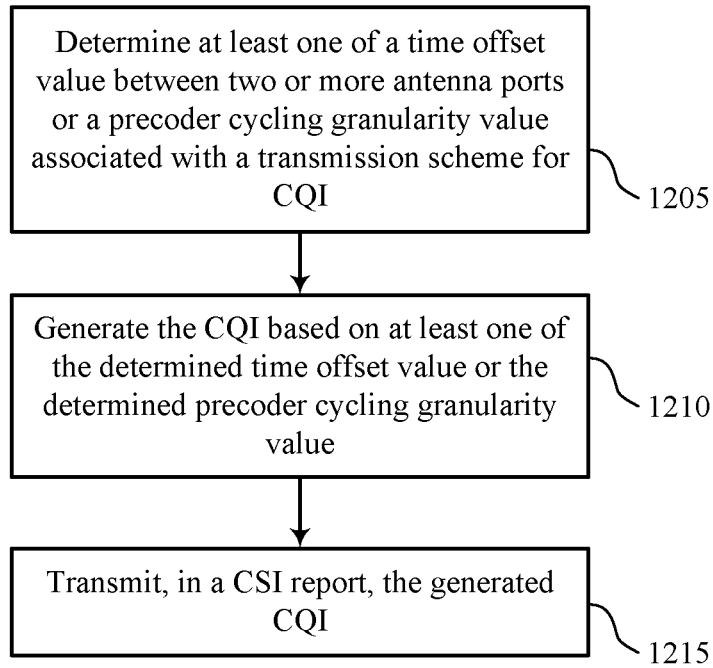 Determine at least one of a time offset
value between two or more antenna ports
or a precoder cycling granularity value
associated with a transmission scheme for
CQI
1205
Generate the CQI based on at least one of
the determined time offset value or the
determined precoder cycling granularity
value
1210
Transmit, in a CSI report, the generated
CQI
1215